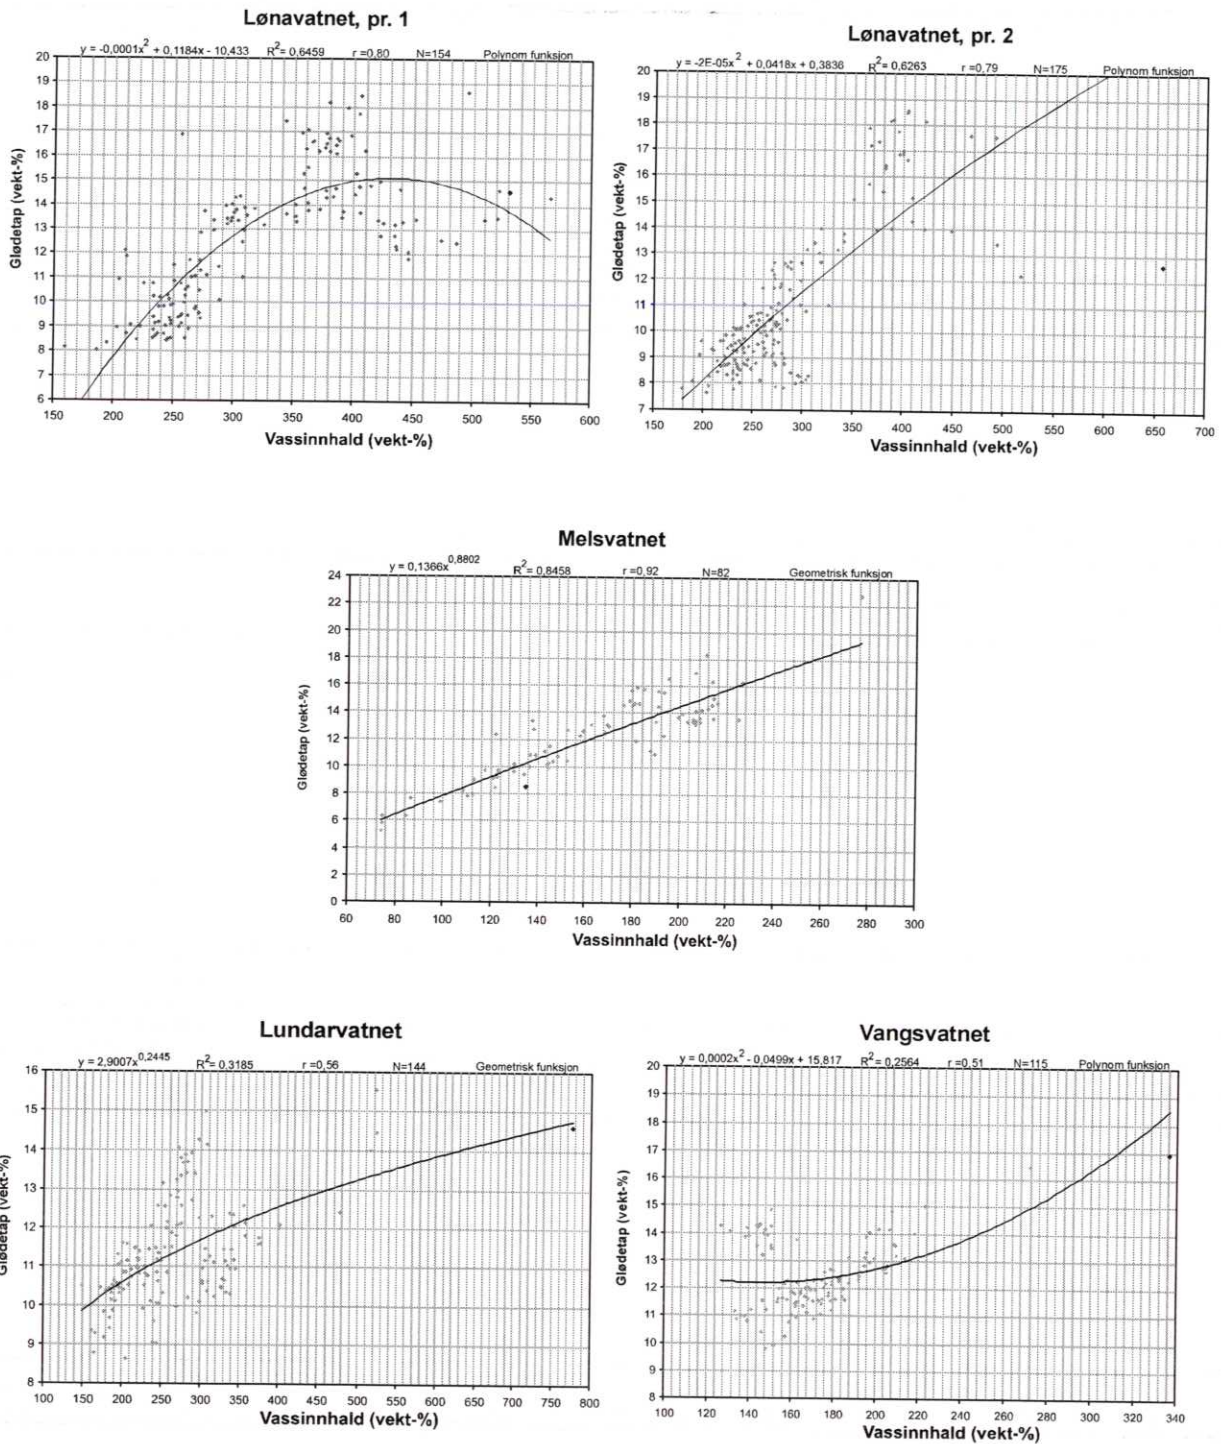 Lønavatnet, pr. 1
y = -0,0001x² + 0,1184x - 10,433 R² = 0,6459 r =0,80 N=154 Polynom funksjon
20
19
18
17
16
15
14
13
12
11
10
9
8
7
6
Glødetap (vekt-%)
150 200 250 300 350 400 450 500 550 600
Vassinnhald (vekt-%)
Lønavatnet, pr. 2
y = -2E-05x² + 0,0418x + 0,3836 R² = 0,6263 r =0,79 N=175 Polynom funksjon
20
19
18
17
16
15
14
13
12
11
10
9
8
7
Glødetap (vekt-%)
150 200 250 300 350 400 450 500 550 600 650 700
Vassinnhald (vekt-%)
Melsvatnet
y = 0,1366x^0,8802 R² = 0,8458 r =0,92 N=82 Geometrisk funksjon
24
22
20
18
16
14
12
10
8
6
4
2
0
Glødetap (vekt-%)
60 80 100 120 140 160 180 200 220 240 260 280 300
Vassinnhald (vekt-%)
Lundarvatnet
y = 2,9007x^0,2445 R² = 0,3185 r =0,56 N=144 Geometrisk funksjon
16
15
14
13
12
11
10
9
8
Glødetap (vekt-%)
100 150 200 250 300 350 400 450 500 550 600 650 700 750 800
Vassinnhald (vekt-%)
Vangsvatnet
y = 0,0002x² - 0,0499x + 15,817 R² = 0,2564 r =0,51 N=115 Polynom funksjon
20
19
18
17
16
15
14
13
12
11
10
9
8
Glødetap (vekt-%)
100 120 140 160 180 200 220 240 260 280 300 320 340
Vassinnhald (vekt-%)